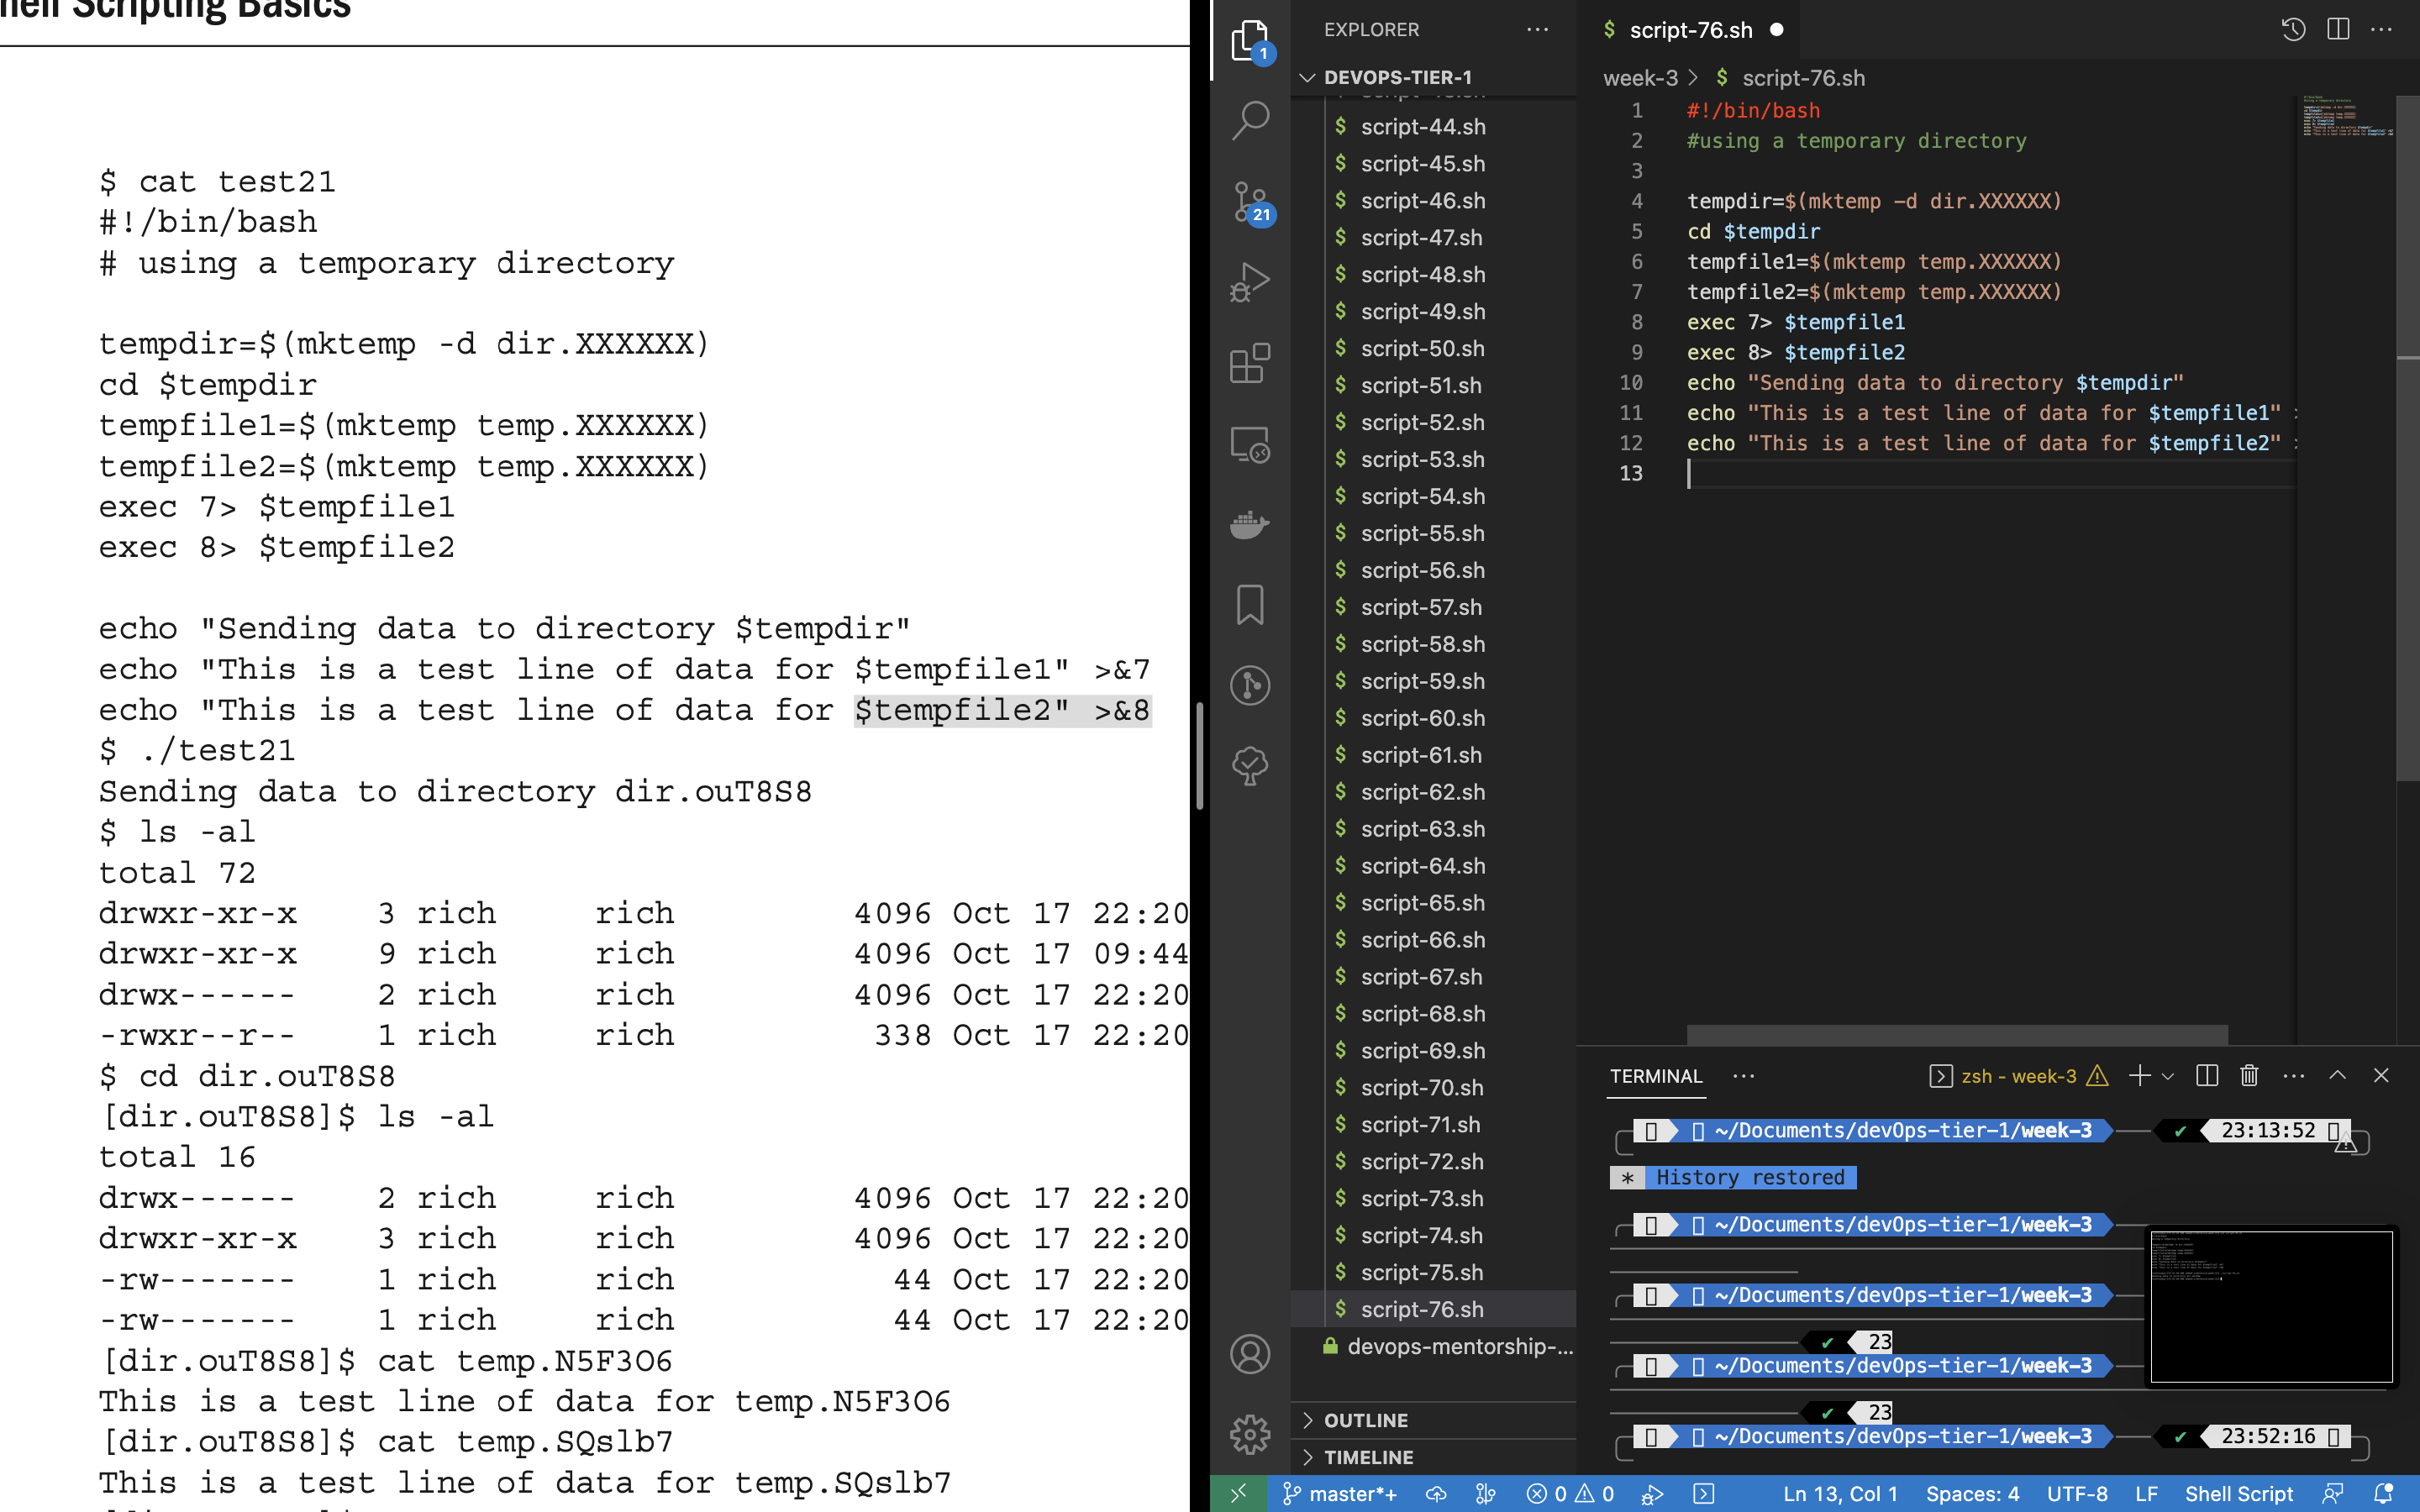 Shell Scripting Basics
$ cat test21
#!/bin/bash
# using a temporary directory
tempdir=$(mktemp -d dir.XXXXXX)
cd $tempdir
tempfile1=$(mktemp temp.XXXXXX)
tempfile2=$(mktemp temp.XXXXXX)
exec 7> $tempfile1
exec 8> $tempfile2
echo "Sending data to directory $tempdir"
echo "This is a test line of data for $tempfile1" >&7
echo "This is a test line of data for $tempfile2" >&8
$ ./test21
Sending data to directory dir.ouT8S8
$ ls -al
total 72
drwxr-xr-x 3 rich rich 4096 Oct 17 22:20
drwxr-xr-x 9 rich rich 4096 Oct 17 09:44
drwx------ 2 rich rich 4096 Oct 17 22:20
-rwxr--r-- 1 rich rich 338 Oct 17 22:20
$ cd dir.ouT8S8
[dir.ouT8S8]$ ls -al
total 16
drwx------ 2 rich rich 4096 Oct 17 22:20
drwxr-xr-x 3 rich rich 4096 Oct 17 22:20
-rw------- 1 rich rich 44 Oct 17 22:20
-rw------- 1 rich rich 44 Oct 17 22:20
[dir.ouT8S8]$ cat temp.N5F3O6
This is a test line of data for temp.N5F3O6
[dir.ouT8S8]$ cat temp.SQslb7
This is a test line of data for temp.SQslb7
1
21
EXPLORER
DEVOPS-TIER-1
$ script-44.sh
$ script-45.sh
$ script-46.sh
$ script-47.sh
$ script-48.sh
$ script-49.sh
$ script-50.sh
$ script-51.sh
$ script-52.sh
$ script-53.sh
$ script-54.sh
$ script-55.sh
$ script-56.sh
$ script-57.sh
$ script-58.sh
$ script-59.sh
$ script-60.sh
$ script-61.sh
$ script-62.sh
$ script-63.sh
$ script-64.sh
$ script-65.sh
$ script-66.sh
$ script-67.sh
$ script-68.sh
$ script-69.sh
$ script-70.sh
$ script-71.sh
$ script-72.sh
$ script-73.sh
$ script-74.sh
$ script-75.sh
$ script-76.sh
devops-mentorship-...
OUTLINE
TIMELINE
$ script-76.sh
week-3 > $ script-76.sh
1 #!/bin/bash
2 #using a temporary directory
3
4 tempdir=$(mktemp -d dir.XXXXXX)
5 cd $tempdir
6 tempfile1=$(mktemp temp.XXXXXX)
7 tempfile2=$(mktemp temp.XXXXXX)
8 exec 7> $tempfile1
9 exec 8> $tempfile2
10 echo "Sending data to directory $tempdir"
11 echo "This is a test line of data for $tempfile1"
12 echo "This is a test line of data for $tempfile2"
13
TERMINAL
zsh - week-3
~/Documents/devOps-tier-1/week-3 ✔ 23:13:52
* History restored
~/Documents/devOps-tier-1/week-3
~/Documents/devOps-tier-1/week-3
✔ 23
~/Documents/devOps-tier-1/week-3
✔ 23
~/Documents/devOps-tier-1/week-3 ✔ 23:52:16
master*+ 0 0 Ln 13, Col 1 Spaces: 4 UTF-8 LF Shell Script